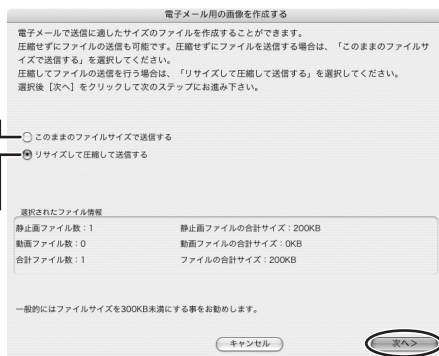 電子メール用の画像を作成する
電子メールで送信に適したサイズのファイルを作成することができます。
圧縮せずにファイルの送信も可能です。圧縮せずにファイルを送信する場合は、「このままのファイルサ
イズで送信する」を選択してください。
圧縮してファイルの送信を行う場合は、「リサイズして圧縮して送信する」を選択してください。
選択後［次へ］をクリックして次のステップにお進み下さい。
このままのファイルサイズで送信する
リサイズして圧縮して送信する
選択されたファイル情報
静止画ファイル数：1 静止画ファイルの合計サイズ：200KB
動画ファイル数：0 動画ファイルの合計サイズ：0KB
合計ファイル数：1 ファイルの合計サイズ：200KB
一般的にはファイルサイズを300KB未満にする事をお勧めします。
キャンセル 次へ>